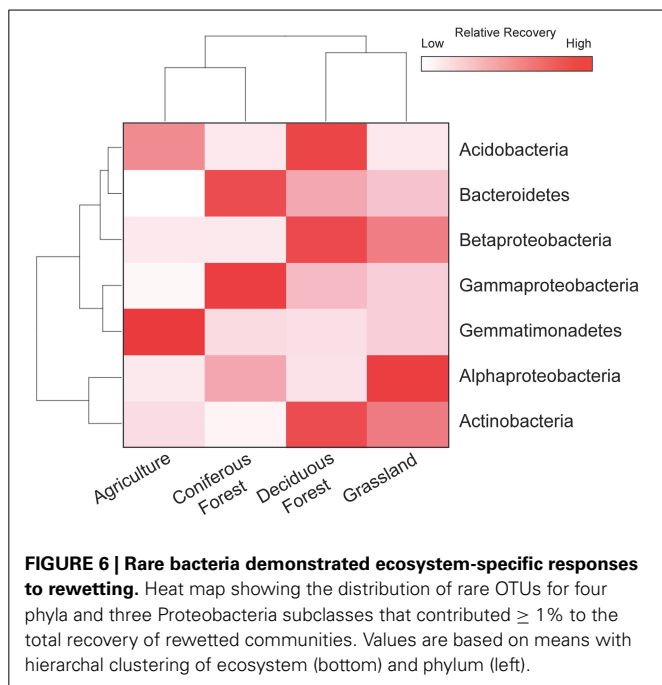 Relative Recovery
Low High
Acidobacteria
Bacteroidetes
Betaproteobacteria
Gammaproteobacteria
Gemmatimonadetes
Alphaproteobacteria
Actinobacteria
Agriculture
Coniferous
Forest
Deciduous
Forest
Grassland
FIGURE 6 | Rare bacteria demonstrated ecosystem-specific responses
to rewetting. Heat map showing the distribution of rare OTUs for four
phyla and three Proteobacteria subclasses that contributed ≥ 1% to the
total recovery of rewetted communities. Values are based on means with
hierarchal clustering of ecosystem (bottom) and phylum (left).